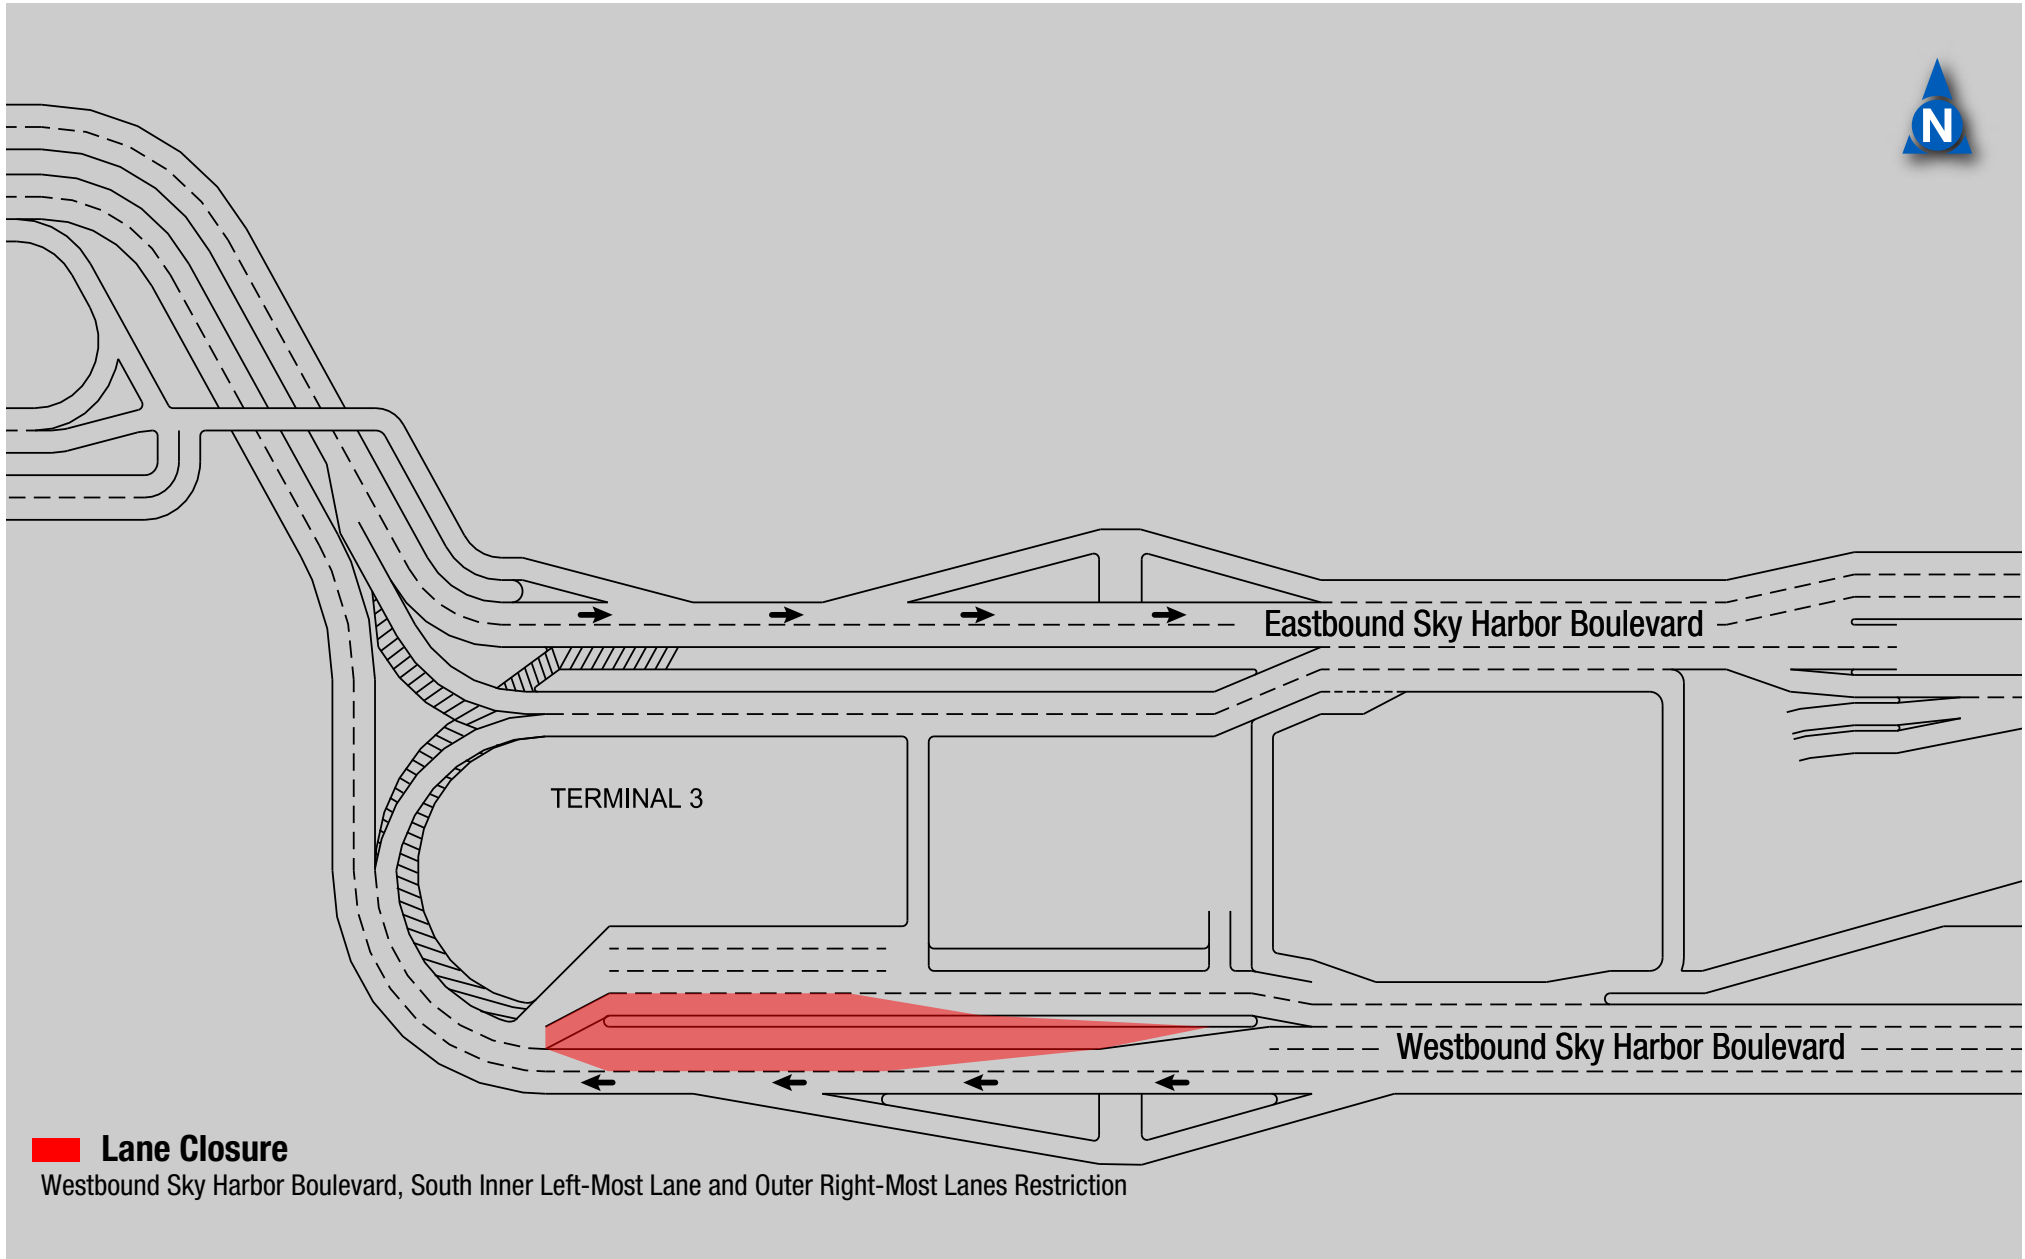 N
Eastbound Sky Harbor Boulevard
TERMINAL 3
Westbound Sky Harbor Boulevard
Lane Closure
Westbound Sky Harbor Boulevard, South Inner Left-Most Lane and Outer Right-Most Lanes Restriction